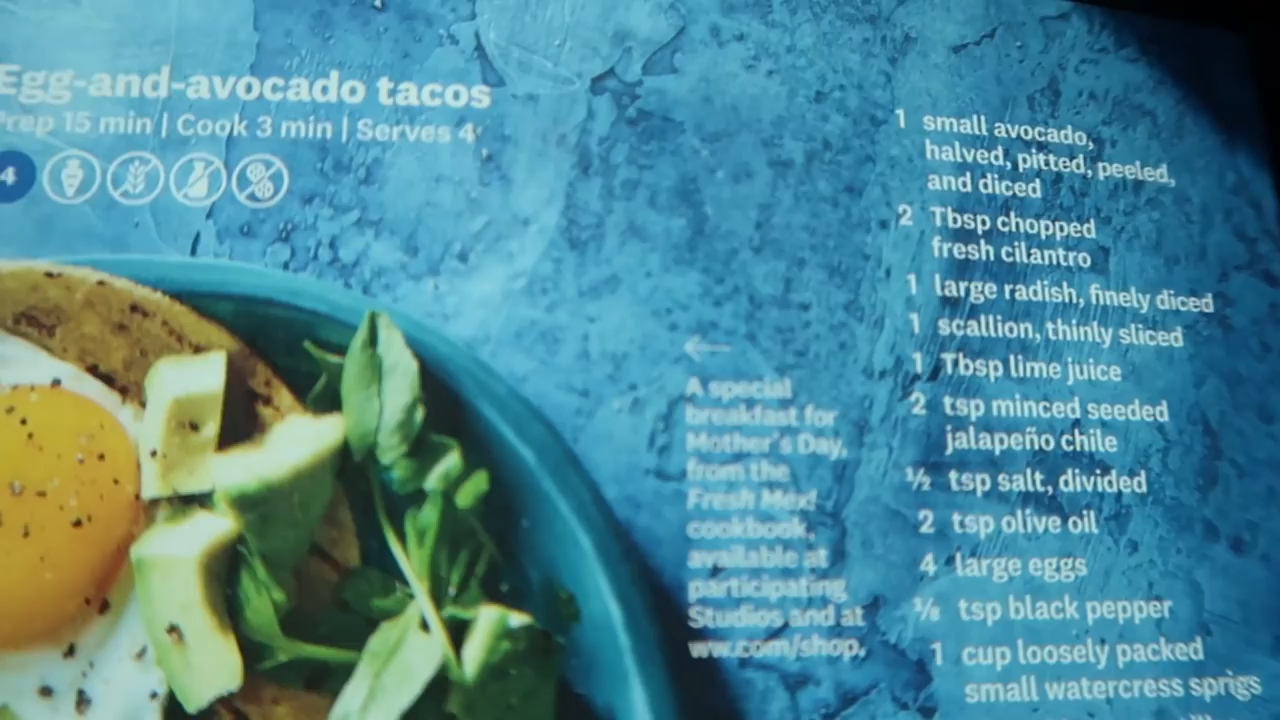 Egg-and-avocado tacos
Prep 15 min | Cook 3 min | Serves 4
4
1 small avocado,
halved, pitted, peeled,
and diced
2 Tbsp chopped
fresh cilantro
1 large radish, finely diced
1 scallion, thinly sliced
1 Tbsp lime juice
2 tsp minced seeded
jalapeño chile
½ tsp salt, divided
2 tsp olive oil
4 large eggs
⅛ tsp black pepper
1 cup loosely packed
small watercress sprigs
←
A special
breakfast for
Mother's Day,
from the
Fresh Mex!
cookbook,
available at
participating
Studios and at
ww.com/shop.